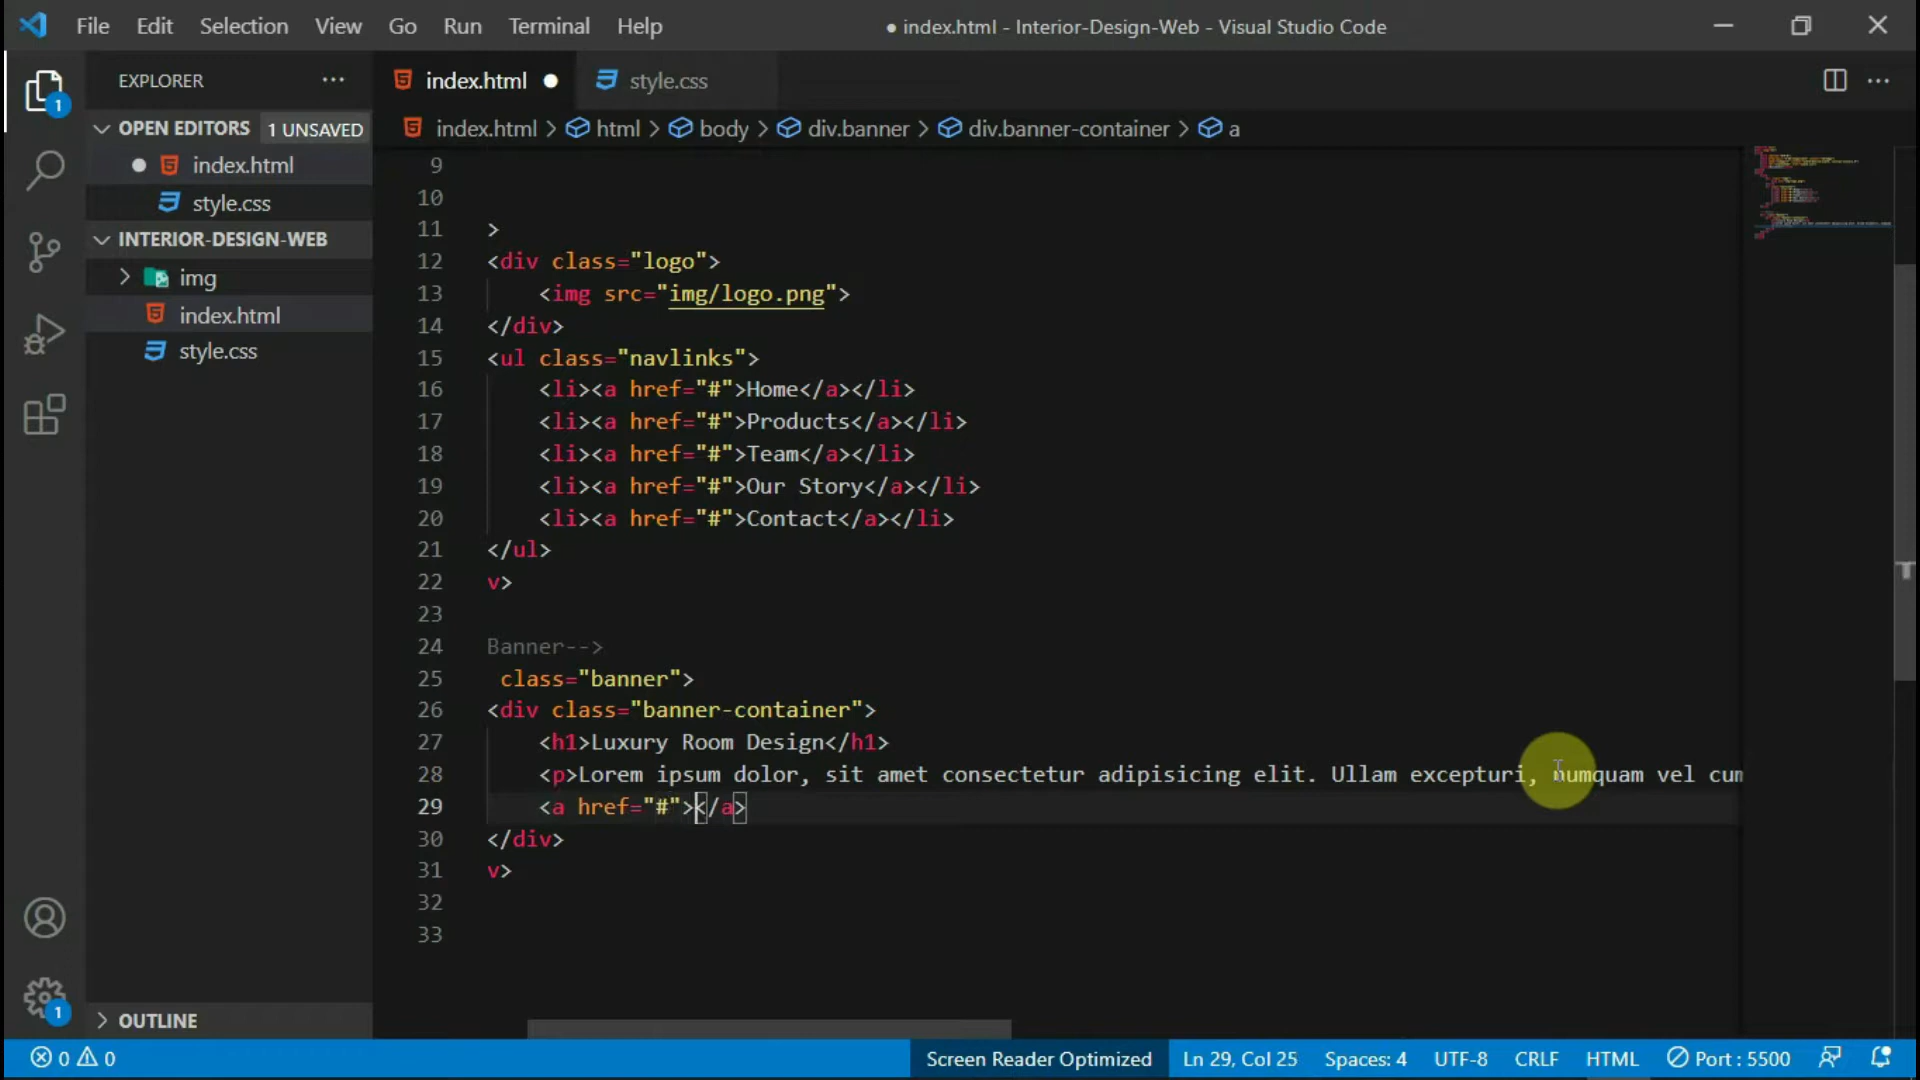 File Edit Selection View Go Run Terminal Help ● index.html - Interior-Design-Web - Visual Studio Code
EXPLORER
index.html
style.css
OPEN EDITORS 1 UNSAVED
index.html > html > body > div.banner > div.banner-container > a
index.html
style.css
INTERIOR-DESIGN-WEB
img
index.html
style.css
OUTLINE
1
1
9
10
11 >
12 <div class="logo">
13 <img src="img/logo.png">
14 </div>
15 <ul class="navlinks">
16 <li><a href="#">Home</a></li>
17 <li><a href="#">Products</a></li>
18 <li><a href="#">Team</a></li>
19 <li><a href="#">Our Story</a></li>
20 <li><a href="#">Contact</a></li>
21 </ul>
22 v>
23
24 Banner-->
25 class="banner">
26 <div class="banner-container">
27 <h1>Luxury Room Design</h1>
28 <p>Lorem ipsum dolor, sit amet consectetur adipisicing elit. Ullam excepturi, numquam vel cum
29 <a href="#"></a>
30 </div>
31 v>
32
33
0 0 Screen Reader Optimized Ln 29, Col 25 Spaces: 4 UTF-8 CRLF HTML Port : 5500